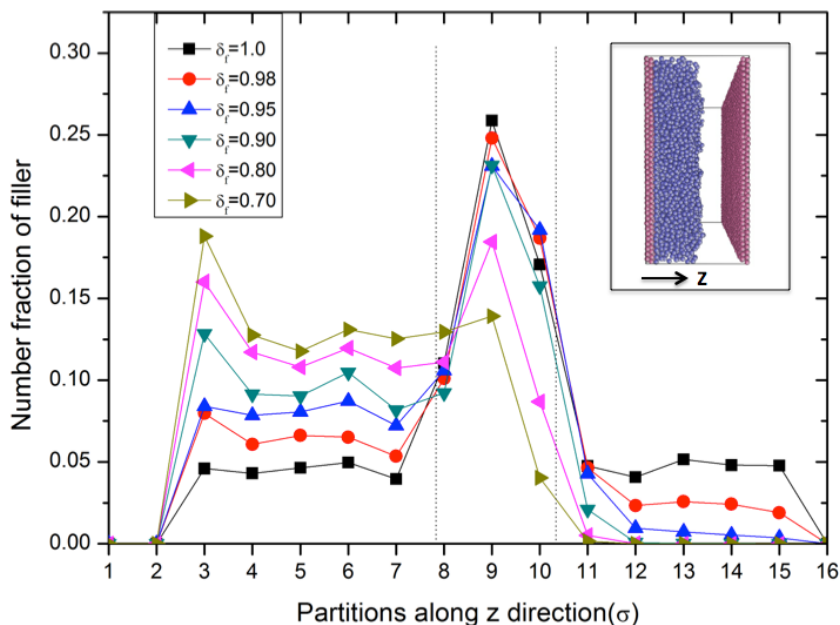 0.30
0.25
0.20
0.15
0.10
0.05
0.00
Number fraction of filler
δf=1.0
δf=0.98
δf=0.95
δf=0.90
δf=0.80
δf=0.70
z
1 2 3 4 5 6 7 8 9 10 11 12 13 14 15 16
Partitions along z direction(σ)